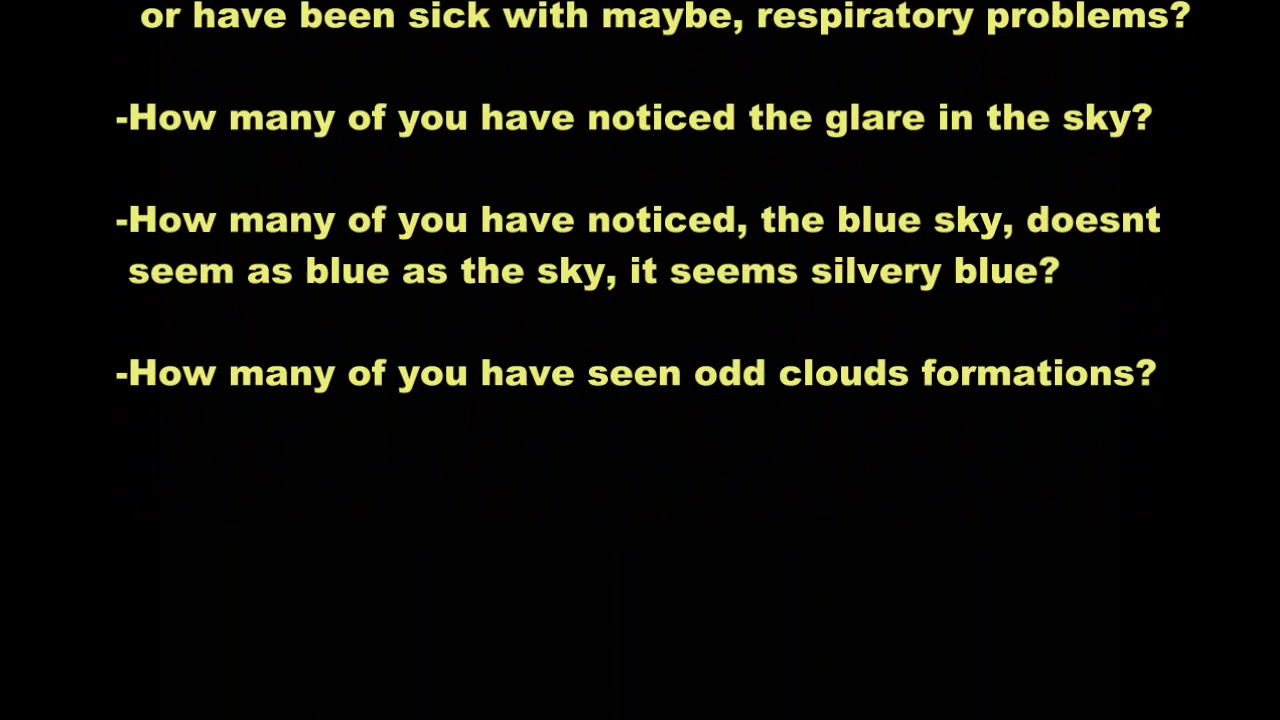 or have been sick with maybe, respiratory problems?
-How many of you have noticed the glare in the sky?
-How many of you have noticed, the blue sky, doesnt
seem as blue as the sky, it seems silvery blue?
-How many of you have seen odd clouds formations?